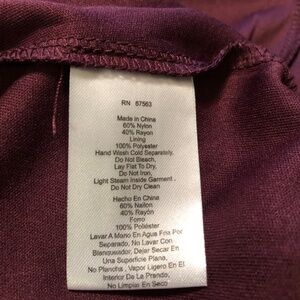 RN 67563
Made in China
60% Nylon
40% Rayon
Lining
100% Polyester
Hand Wash Cold Separately,
Do Not Bleach,
Lay Flat To Dry,
Do Not Iron,
Light Steam Inside Garment .
Do Not Dry Clean
Hecho En China
60% Nailon
40% Rayón
Forro
100% Poliester
Lavar A Mano En Agua Fria Por
Separado, No Lavar Con
Blanqueador, Dejar Secar En
Una Superficie Plana,
No Plancha , Vapor Ligero En El
Interior De La Prenda,
No Limpias En Seco